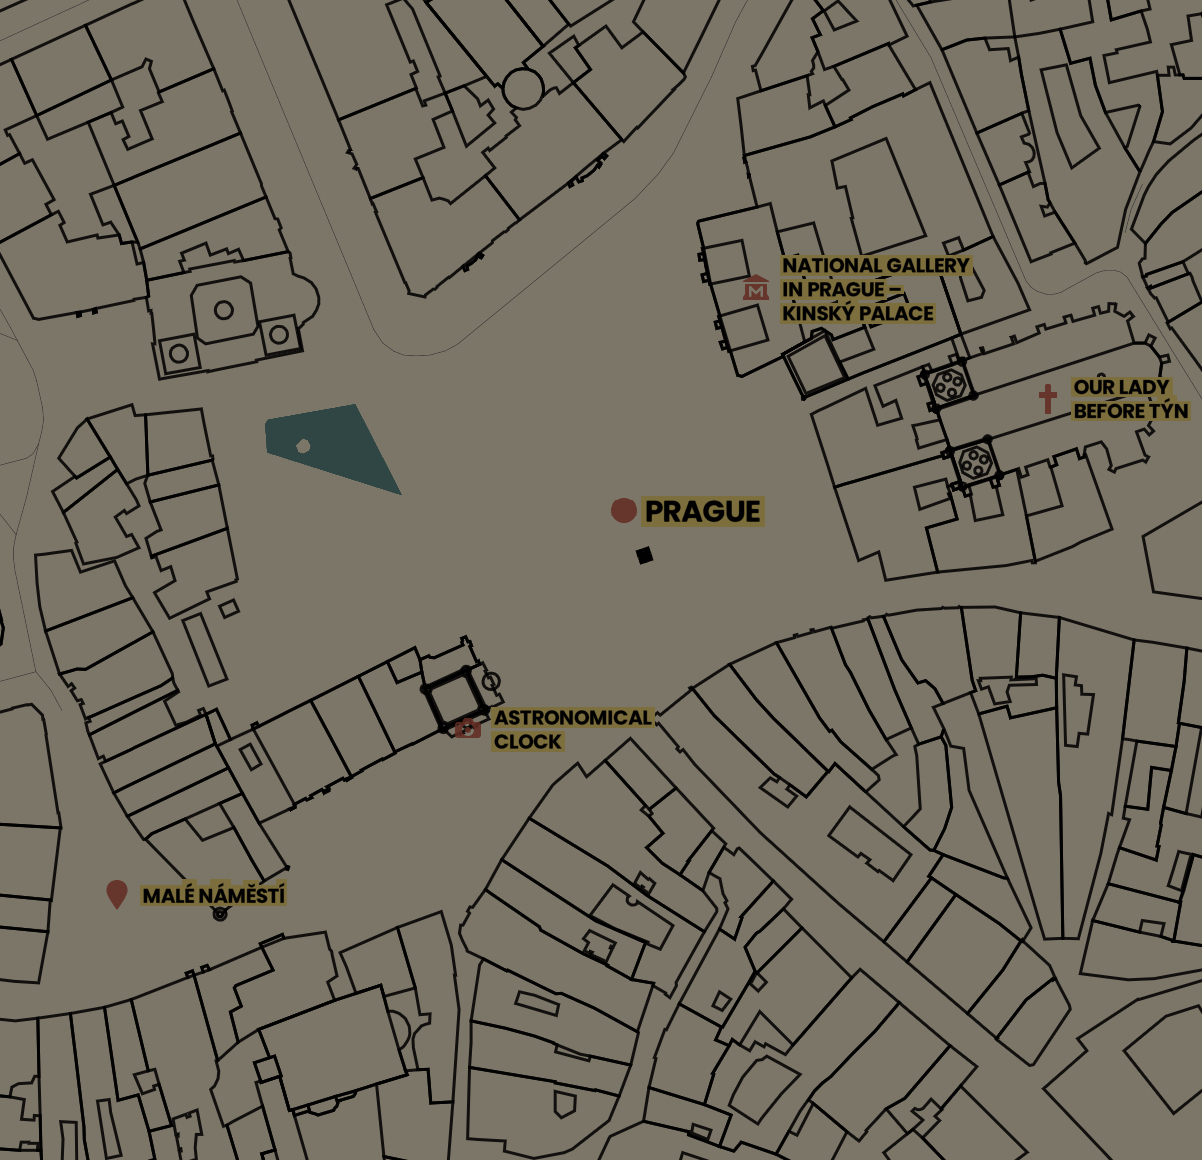 NATIONAL GALLERY
IN PRAGUE –
KINSKÝ PALACE
OUR LADY
BEFORE TÝN
PRAGUE
ASTRONOMICAL
CLOCK
MALÉ NÁMĚSTÍ